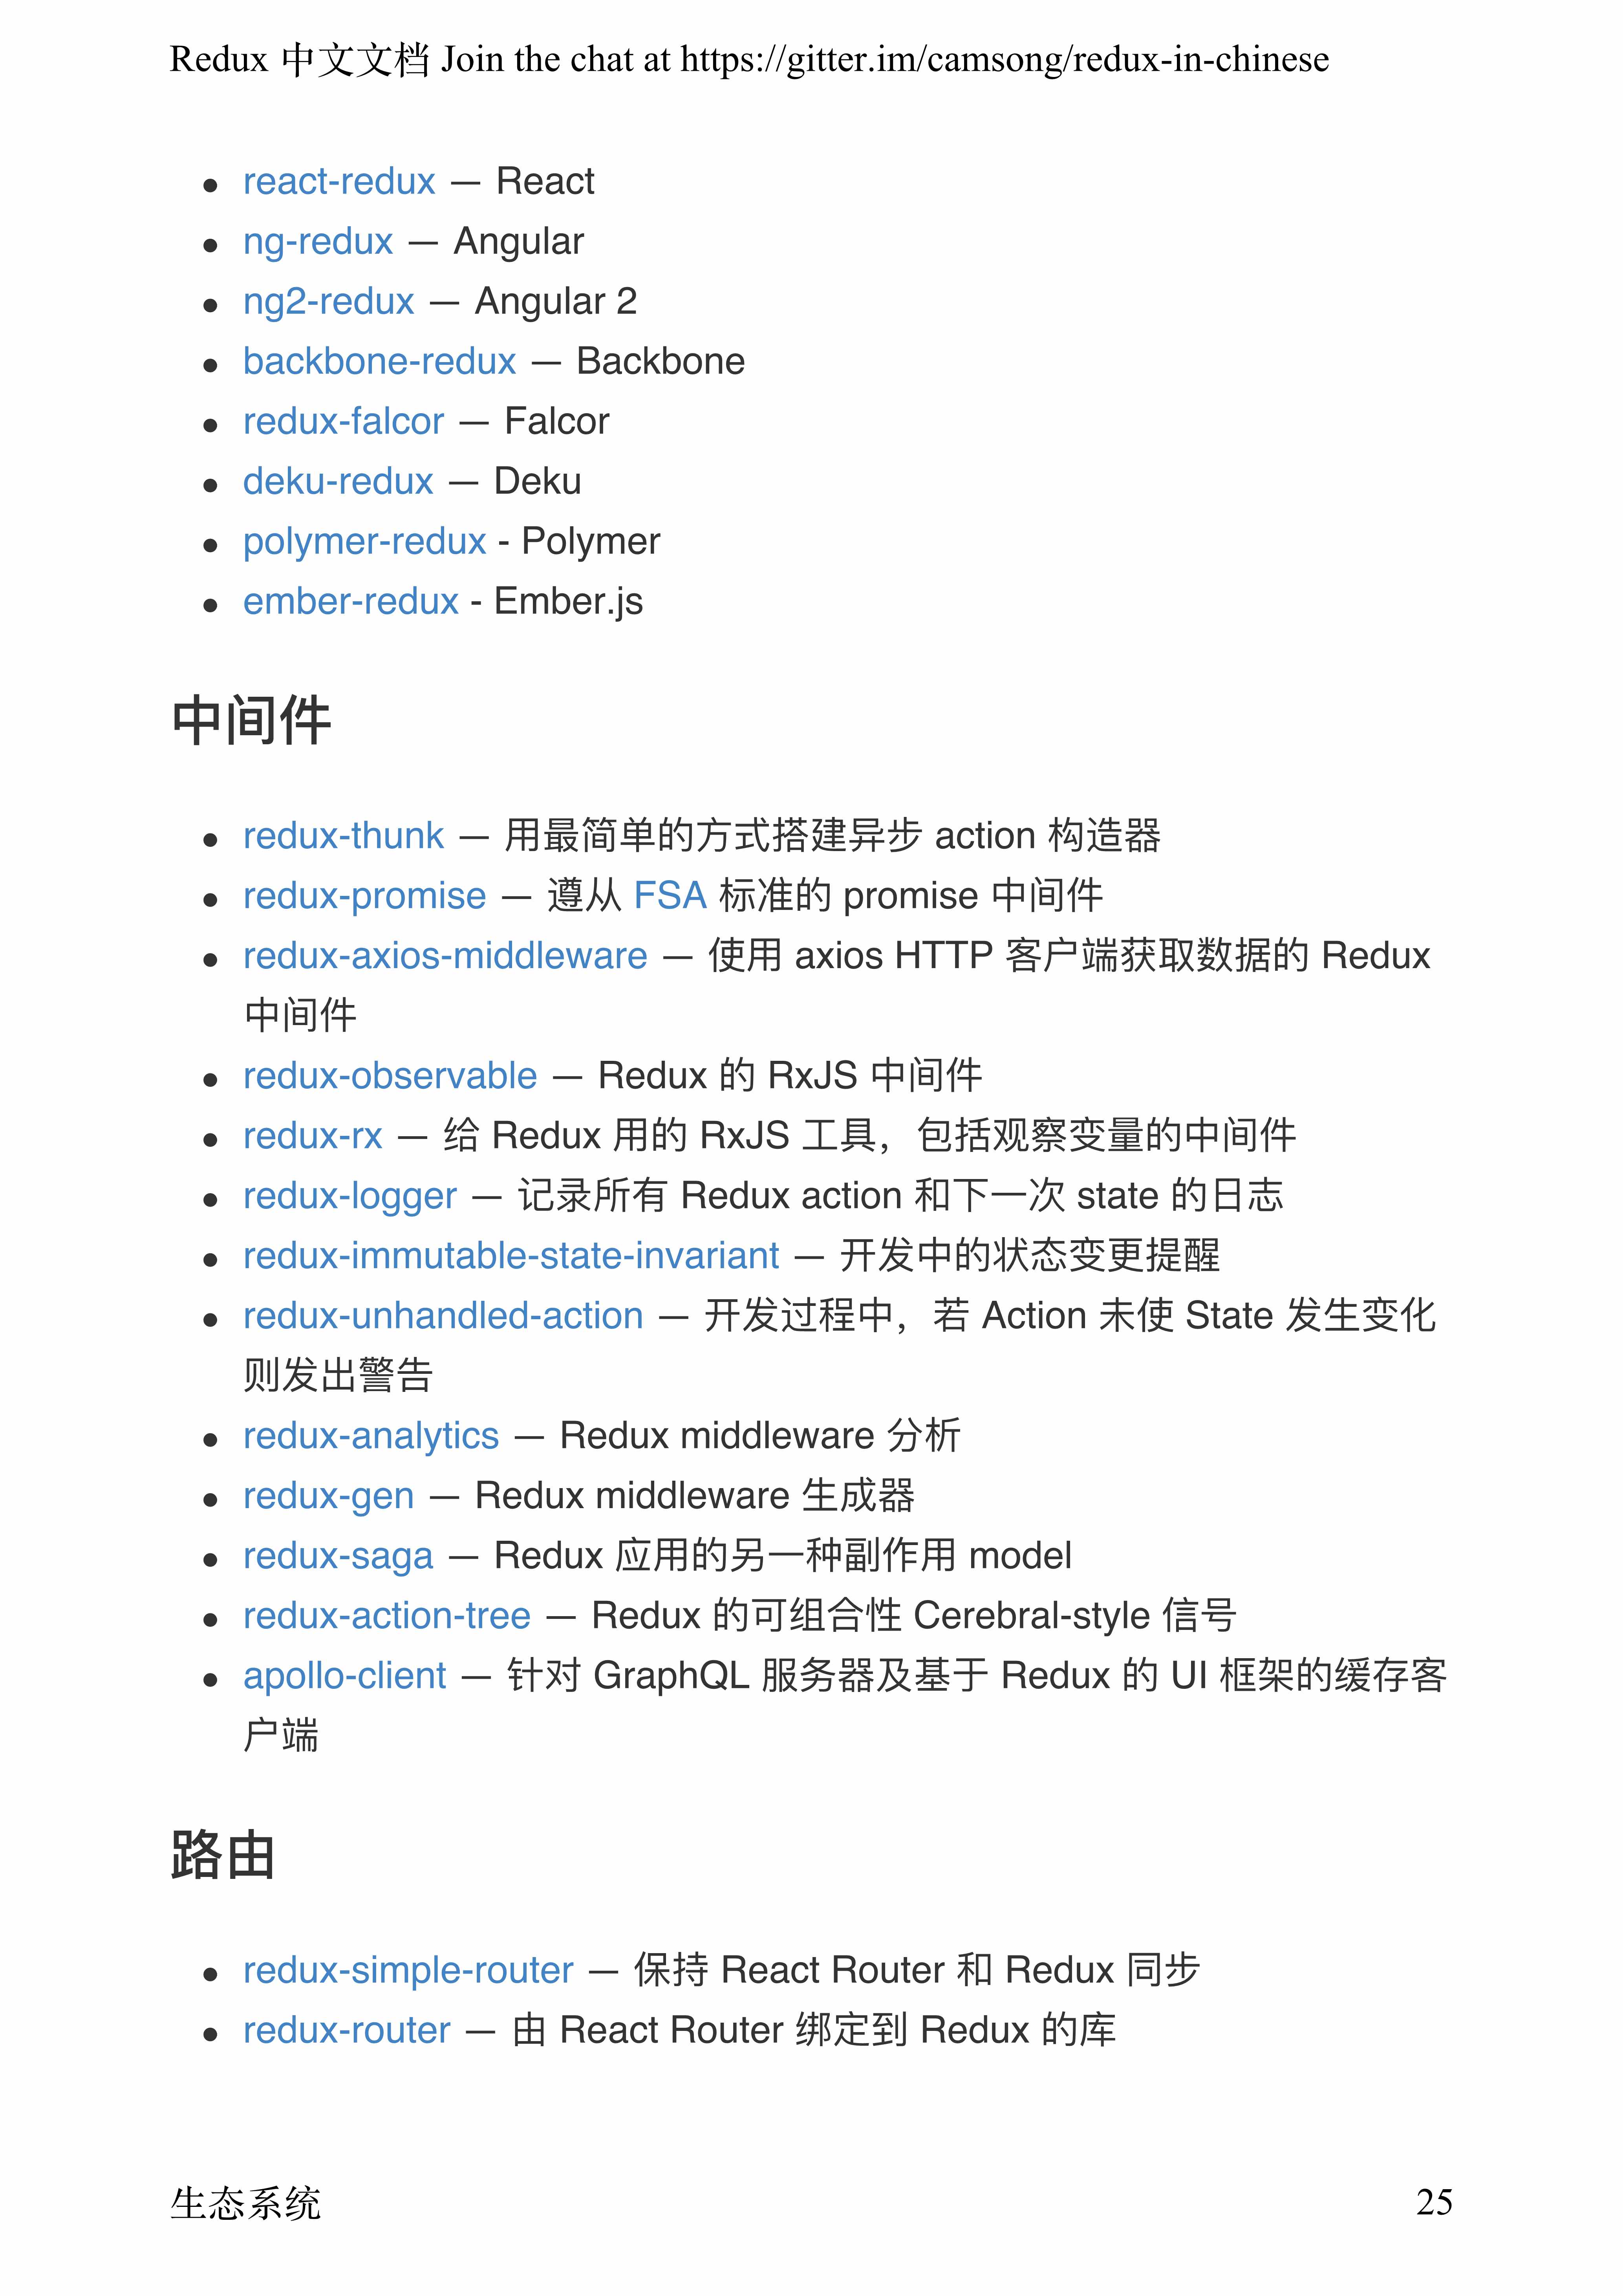 Redux 中文文档 Join the chat at https://gitter.im/camsong/redux-in-chinese
• react-redux — React
• ng-redux — Angular
• ng2-redux — Angular 2
• backbone-redux — Backbone
• redux-falcor — Falcor
• deku-redux — Deku
• polymer-redux - Polymer
• ember-redux - Ember.js
中间件
• redux-thunk — 用最简单的方式搭建异步 action 构造器
• redux-promise — 遵从 FSA 标准的 promise 中间件
• redux-axios-middleware — 使用 axios HTTP 客户端获取数据的 Redux
中间件
• redux-observable — Redux 的 RxJS 中间件
• redux-rx — 给 Redux 用的 RxJS 工具，包括观察变量的中间件
• redux-logger — 记录所有 Redux action 和下一次 state 的日志
• redux-immutable-state-invariant — 开发中的状态变更提醒
• redux-unhandled-action — 开发过程中，若 Action 未使 State 发生变化
则发出警告
• redux-analytics — Redux middleware 分析
• redux-gen — Redux middleware 生成器
• redux-saga — Redux 应用的另一种副作用 model
• redux-action-tree — Redux 的可组合性 Cerebral-style 信号
• apollo-client — 针对 GraphQL 服务器及基于 Redux 的 UI 框架的缓存客
户端
路由
• redux-simple-router — 保持 React Router 和 Redux 同步
• redux-router — 由 React Router 绑定到 Redux 的库
生态系统 25